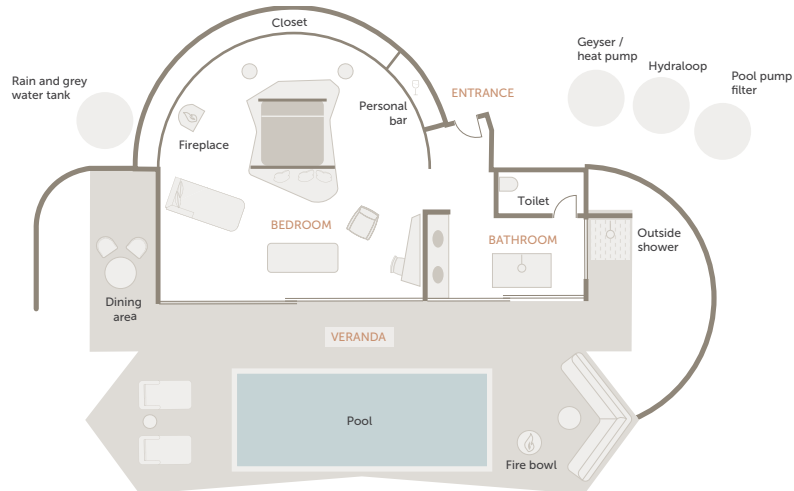 Closet
Geyser /
heat pump
Hydraloop
Pool pump
filter
Rain and grey
water tank
ENTRANCE
Personal
bar
Fireplace
Toilet
BEDROOM
BATHROOM
Outside
shower
Dining
area
VERANDA
Pool
Fire bowl